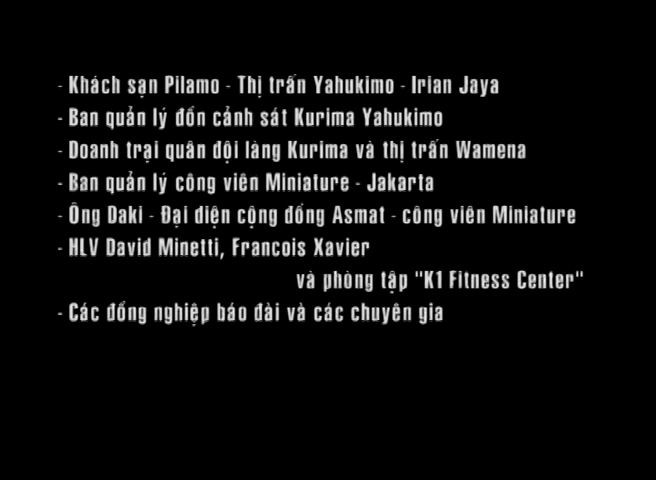 - Khách sạn Pilamo - Thị trấn Yahukimo - Irian Jaya
- Ban quản lý đồn cảnh sát Kurima Yahukimo
- Doanh trại quân đội làng Kurima và thị trấn Wamena
- Ban quản lý công viên Miniature - Jakarta
- Ông Daki - Đại diện cộng đồng Asmat - công viên Miniature
- HLV David Minetti, Francois Xavier
và phòng tập "K1 Fitness Center"
- Các đồng nghiệp báo đài và các chuyên gia